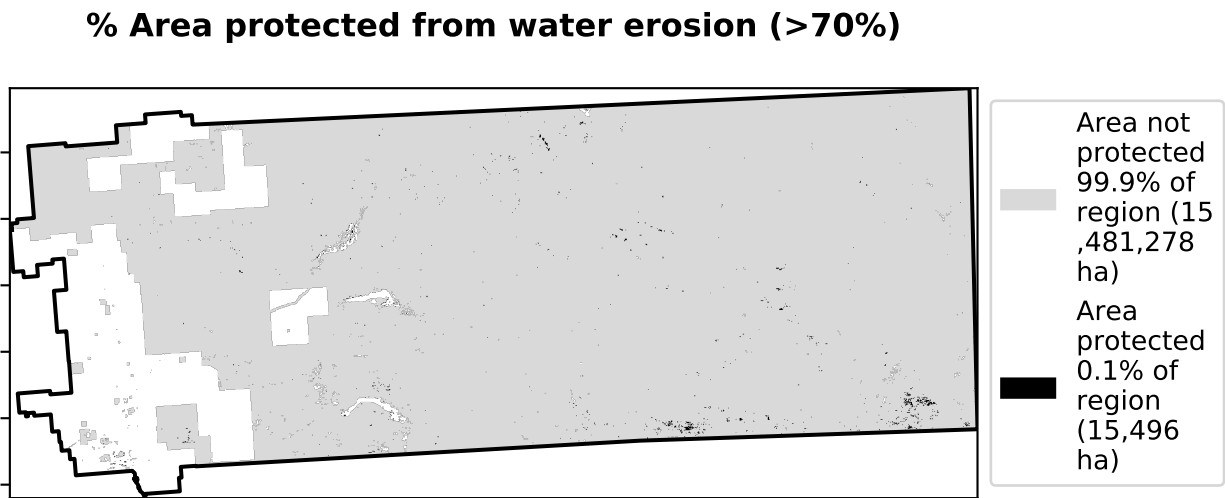 % Area protected from water erosion (>70%)
Area not
protected
99.9% of
region (15
,481,278
ha)
Area
protected
0.1% of
region
(15,496
ha)